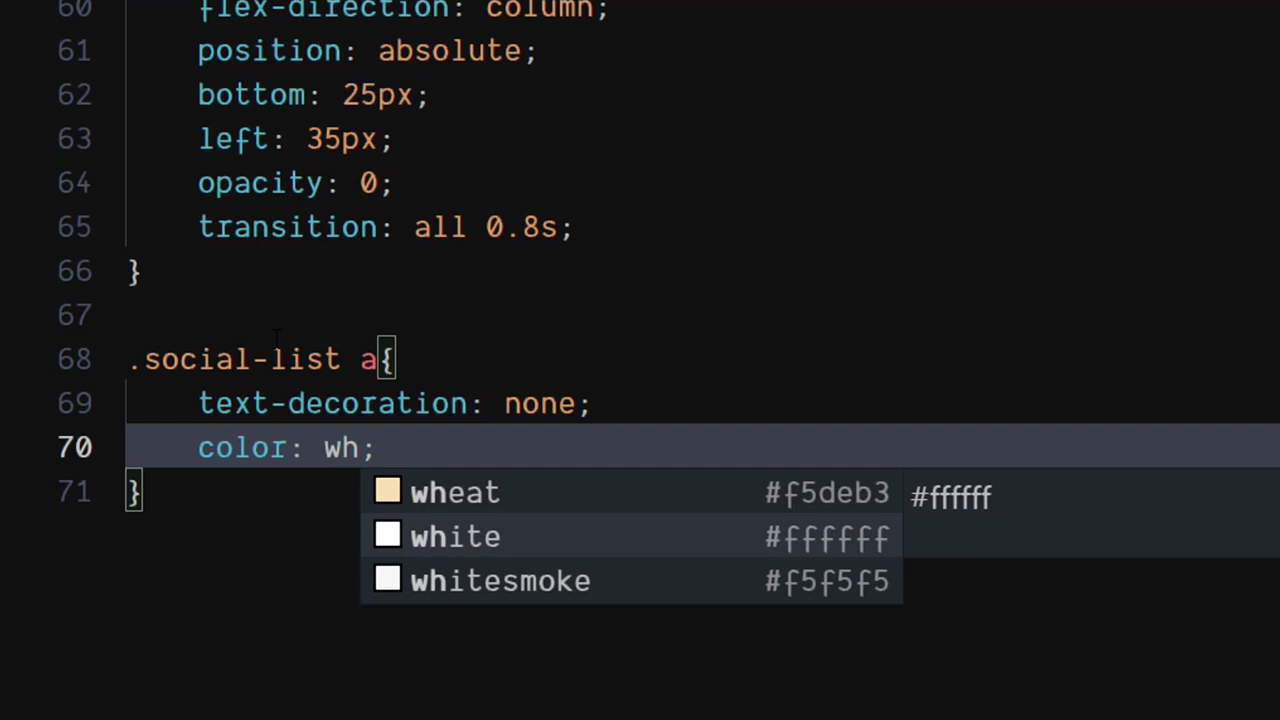 60 flex-direction: column;
61 position: absolute;
62 bottom: 25px;
63 left: 35px;
64 opacity: 0;
65 transition: all 0.8s;
66 }
67
68 .social-list a{
69 text-decoration: none;
70 color: wh;
71 }
wheat #f5deb3 #ffffff
white #ffffff
whitesmoke #f5f5f5